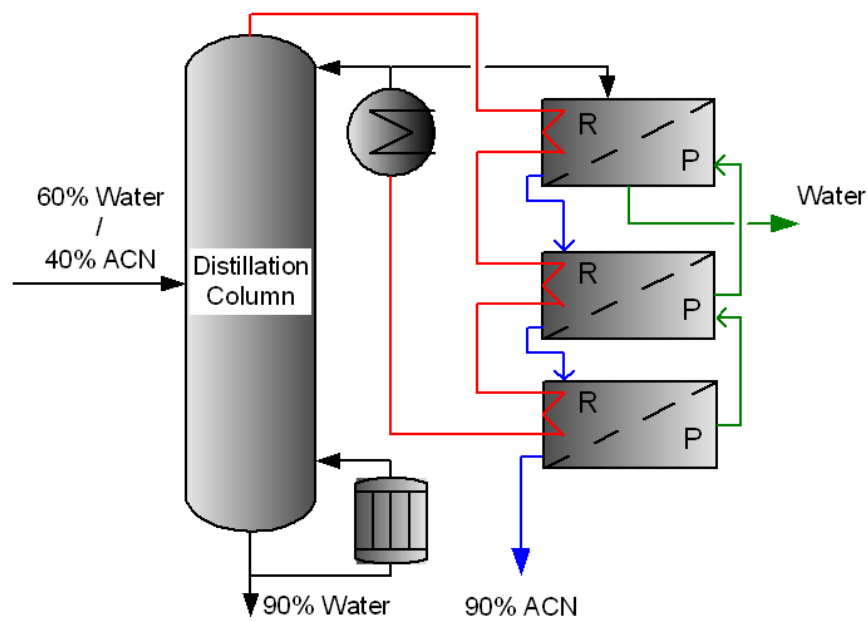 60% Water
/
40% ACN
Distillation
Column
R
P
Water
R
P
R
P
90% Water
90% ACN